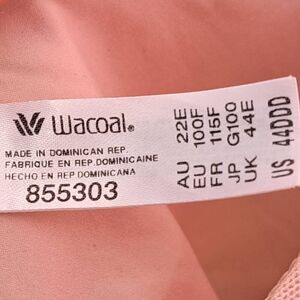 Wacoal®
MADE IN DOMINICAN REP.
FABRIQUE EN REP.DOMINICAINE
HECHO EN REP.DOMINICANA
855303
AU 22E
EU 100F
FR 115F
JP G100
UK 44E
US 44DDD